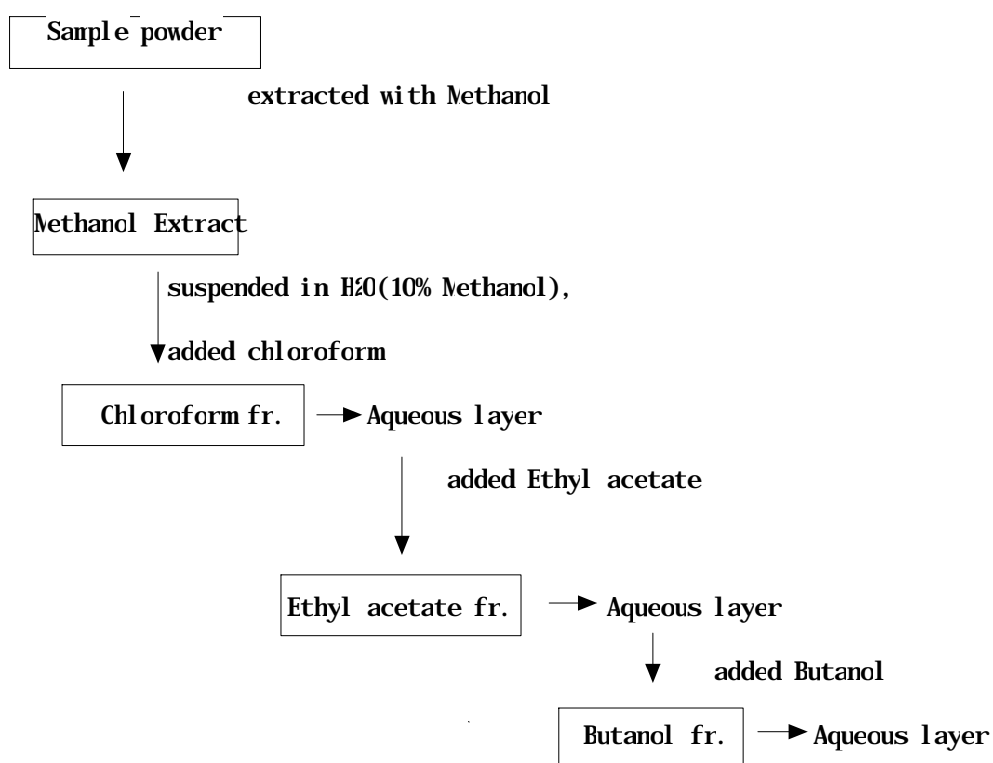 Sample powder
extracted with Methanol
Methanol Extract
suspended in H2O(10% Methanol),
added chloroform
Chloroform fr.
Aqueous layer
added Ethyl acetate
Ethyl acetate fr.
Aqueous layer
added Butanol
Butanol fr.
Aqueous layer